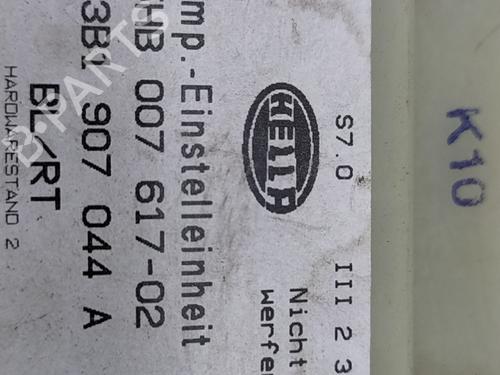 S7.0
III 2 3
HELLA
Nicht
werfe
mp.-Einstelleinheit
HB 007 617-02
3B1 907 044 A
BL/RT
HARDWARESTAND 2
K10